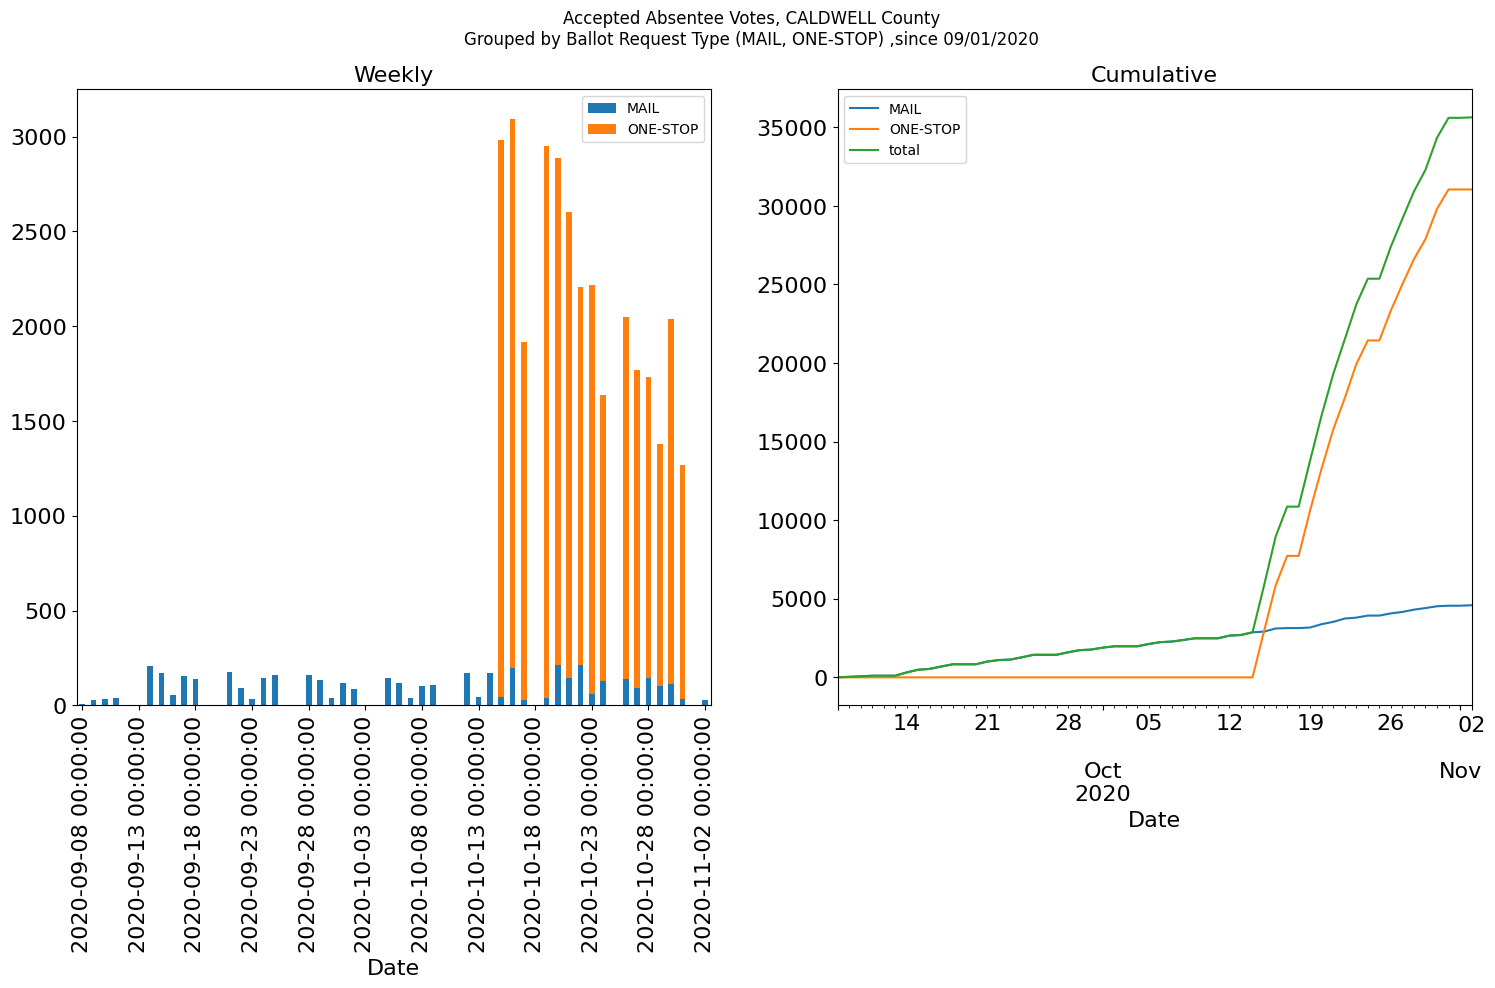 Accepted Absentee Votes, CALDWELL County
Grouped by Ballot Request Type (MAIL, ONE-STOP) ,since 09/01/2020
Weekly
MAIL
ONE-STOP
3000
2500
2000
1500
1000
500
0
2020-09-08 00:00:00
2020-09-13 00:00:00
2020-09-18 00:00:00
2020-09-23 00:00:00
2020-09-28 00:00:00
2020-10-03 00:00:00
2020-10-08 00:00:00
2020-10-13 00:00:00
2020-10-18 00:00:00
2020-10-23 00:00:00
2020-10-28 00:00:00
2020-11-02 00:00:00
Date
Cumulative
MAIL
ONE-STOP
total
35000
30000
25000
20000
15000
10000
5000
0
14 21 28 05 12 19 26 02
Oct Nov
2020
Date